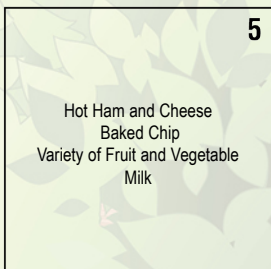 5
Hot Ham and Cheese
Baked Chip
Variety of Fruit and Vegetable
Milk